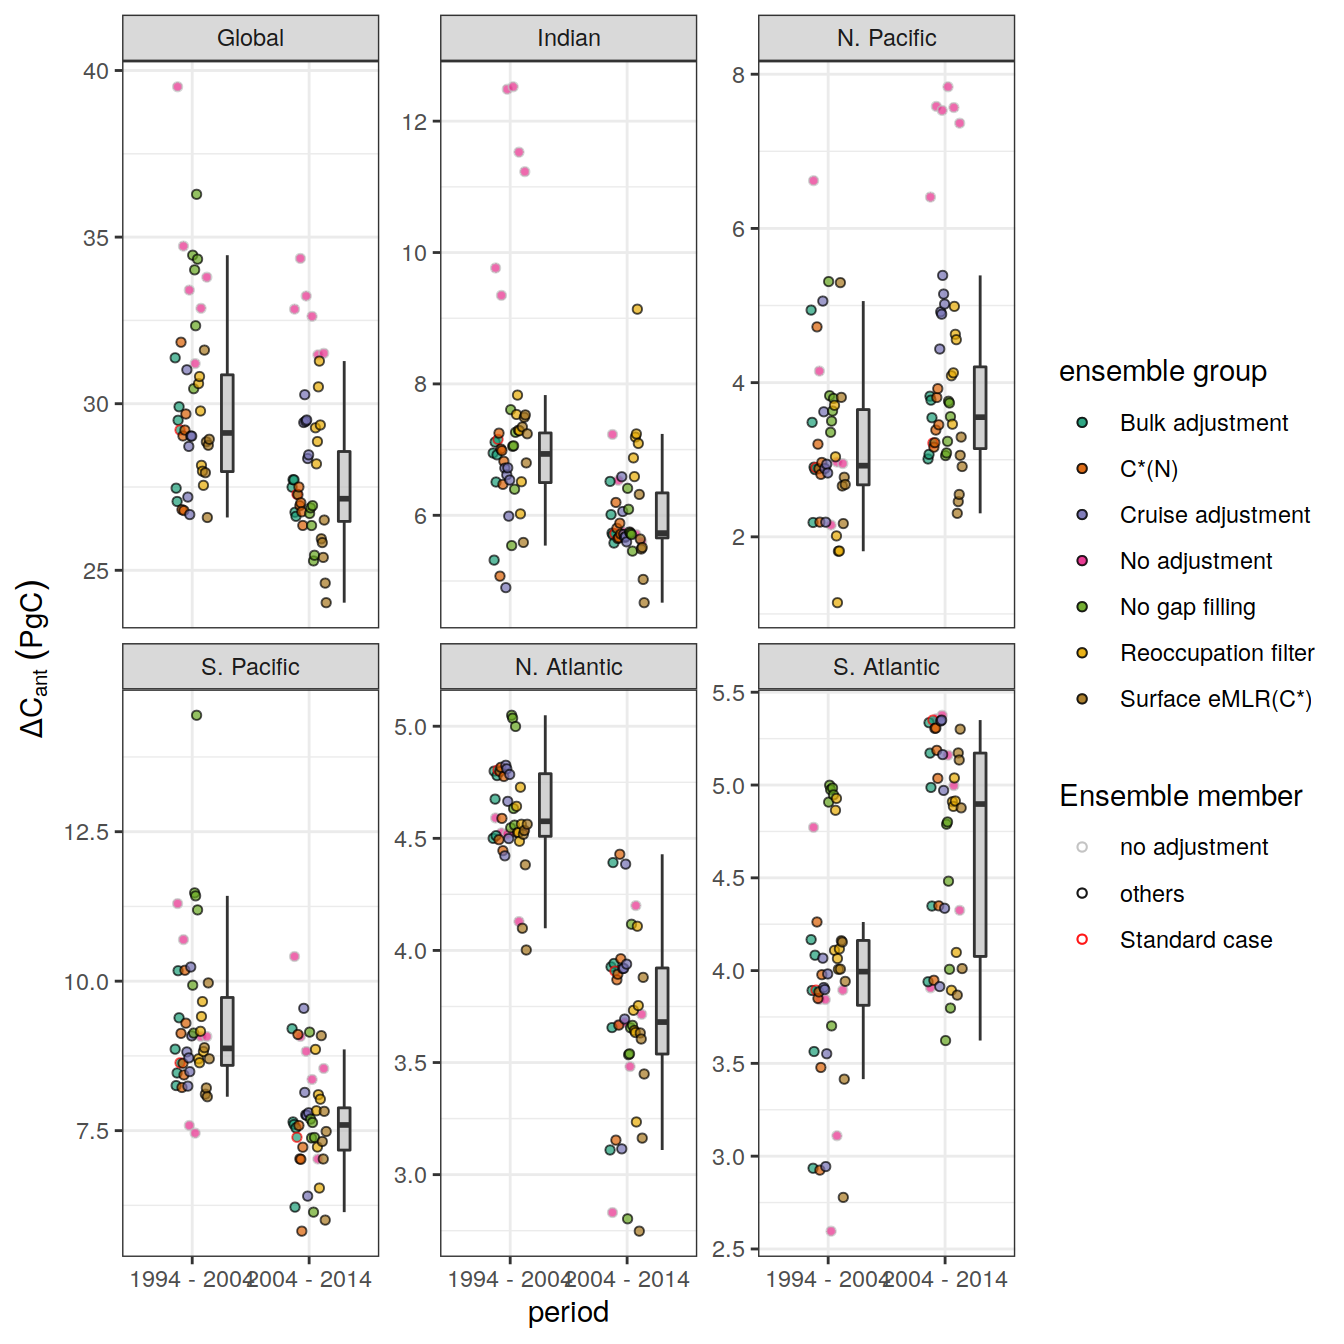 Global
Indian
N. Pacific
40
35
30
25
12
10
8
6
8
6
4
2
S. Pacific
N. Atlantic
S. Atlantic
12.5
10.0
7.5
5.0
4.5
4.0
3.5
3.0
5.5
5.0
4.5
4.0
3.5
3.0
2.5
1994 - 2004
2004 - 2014
1994 - 2004
2004 - 2014
1994 - 2004
2004 - 2014
period
ΔCant (PgC)
ensemble group
Bulk adjustment
C*(N)
Cruise adjustment
No adjustment
No gap filling
Reoccupation filter
Surface eMLR(C*)
Ensemble member
no adjustment
others
Standard case